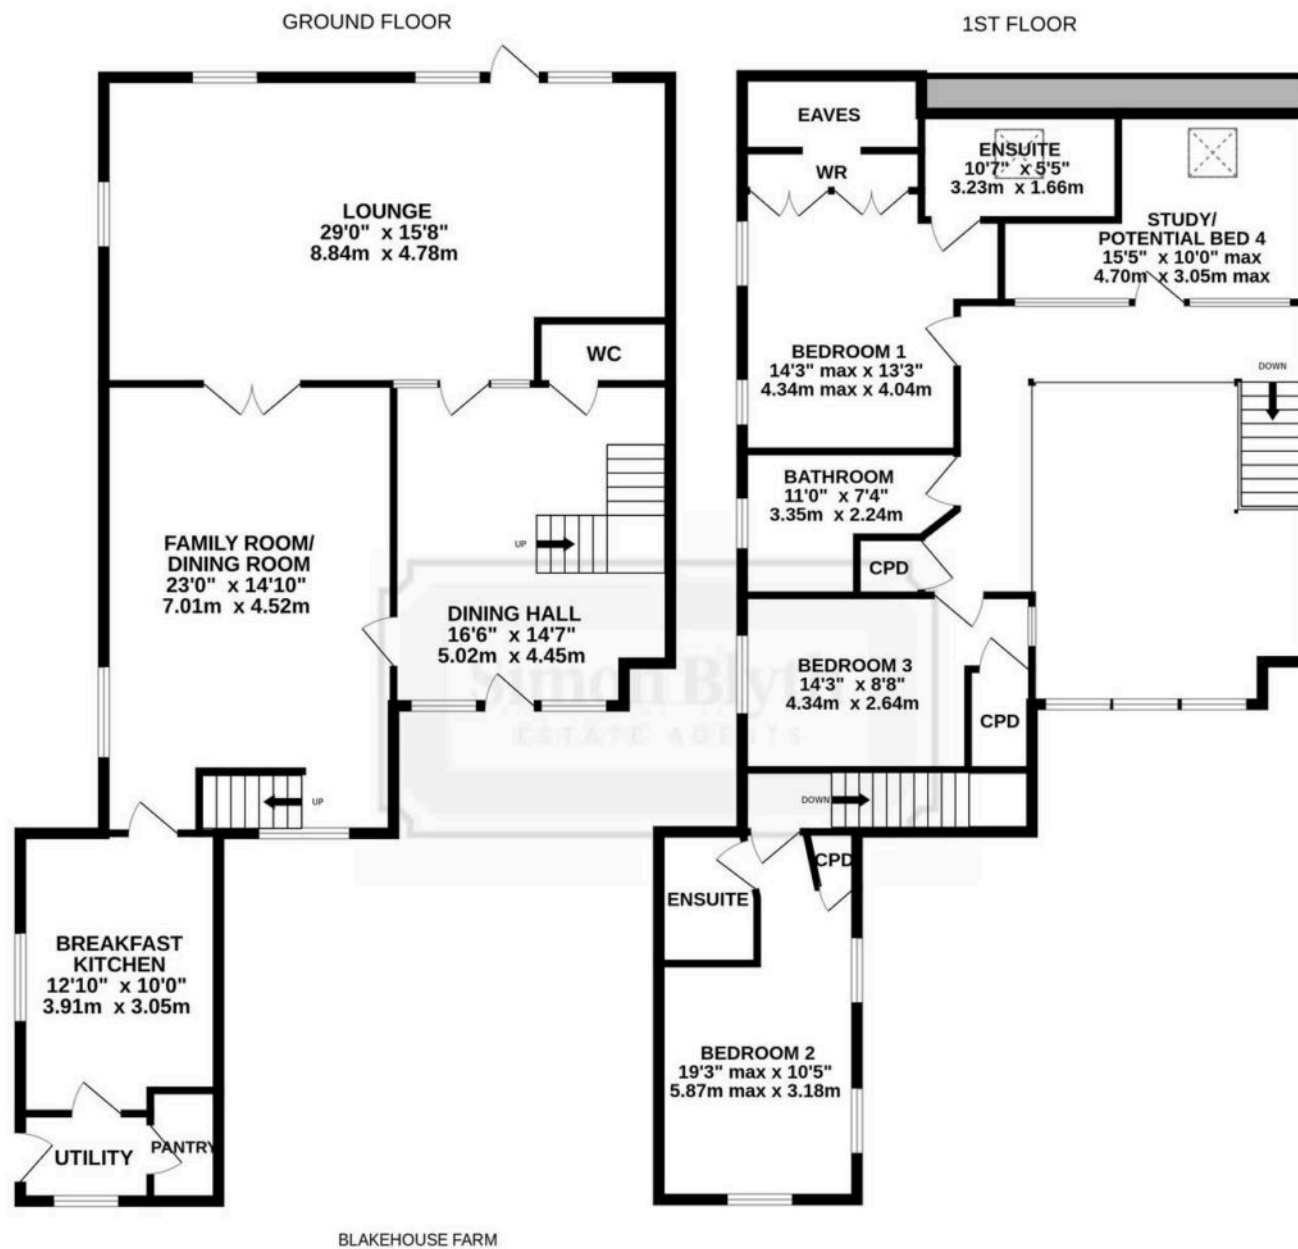 GROUND FLOOR
LOUNGE
29'0" x 15'8"
8.84m x 4.78m
WC
FAMILY ROOM/
DINING ROOM
23'0" x 14'10"
7.01m x 4.52m
UP
DINING HALL
16'6" x 14'7"
5.02m x 4.45m
UP
BREAKFAST
KITCHEN
12'10" x 10'0"
3.91m x 3.05m
UTILITY
PANTRY
1ST FLOOR
EAVES
WR
ENSUITE
10'7" x 5'5"
3.23m x 1.66m
STUDY/
POTENTIAL BED 4
15'5" x 10'0" max
4.70m x 3.05m max
BEDROOM 1
14'3" max x 13'3"
4.34m max x 4.04m
DOWN
BATHROOM
11'0" x 7'4"
3.35m x 2.24m
CPD
BEDROOM 3
14'3" x 8'8"
4.34m x 2.64m
CPD
DOWN
CPD
ENSUITE
BEDROOM 2
19'3" max x 10'5"
5.87m max x 3.18m
Simon Blyth
ESTATE AGENTS
BLAKEHOUSE FARM